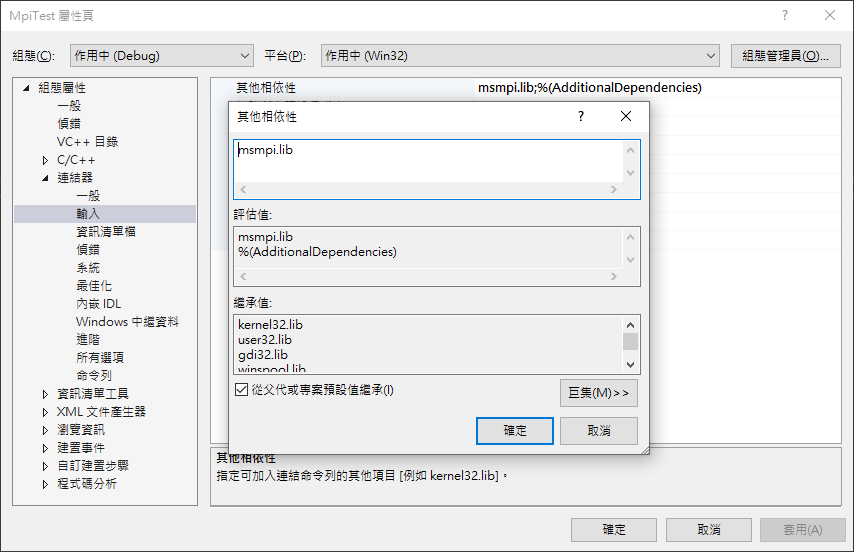 MpiTest 屬性頁
組態(C):
作用中 (Debug)
平台(P):
作用中 (Win32)
組態管理員(O)...
組態屬性
一般
偵錯
VC++ 目錄
C/C++
連結器
一般
輸入
資訊清單檔
偵錯
系統
最佳化
內嵌 IDL
Windows 中繼資料
進階
所有選項
命令列
資訊清單工具
XML 文件產生器
瀏覽資訊
建置事件
自訂建置步驟
程式碼分析
其他相依性
msmpi.lib;%(AdditionalDependencies)
其他相依性
msmpi.lib
評估值:
msmpi.lib
%(AdditionalDependencies)
繼承值:
kernel32.lib
user32.lib
gdi32.lib
winspool.lib
從父代或專案預設值繼承(I)
巨集(M)>>
確定
取消
其他相依性
指定可加入連結命令列的其他項目 [例如 kernel32.lib]。
確定
取消
套用(A)